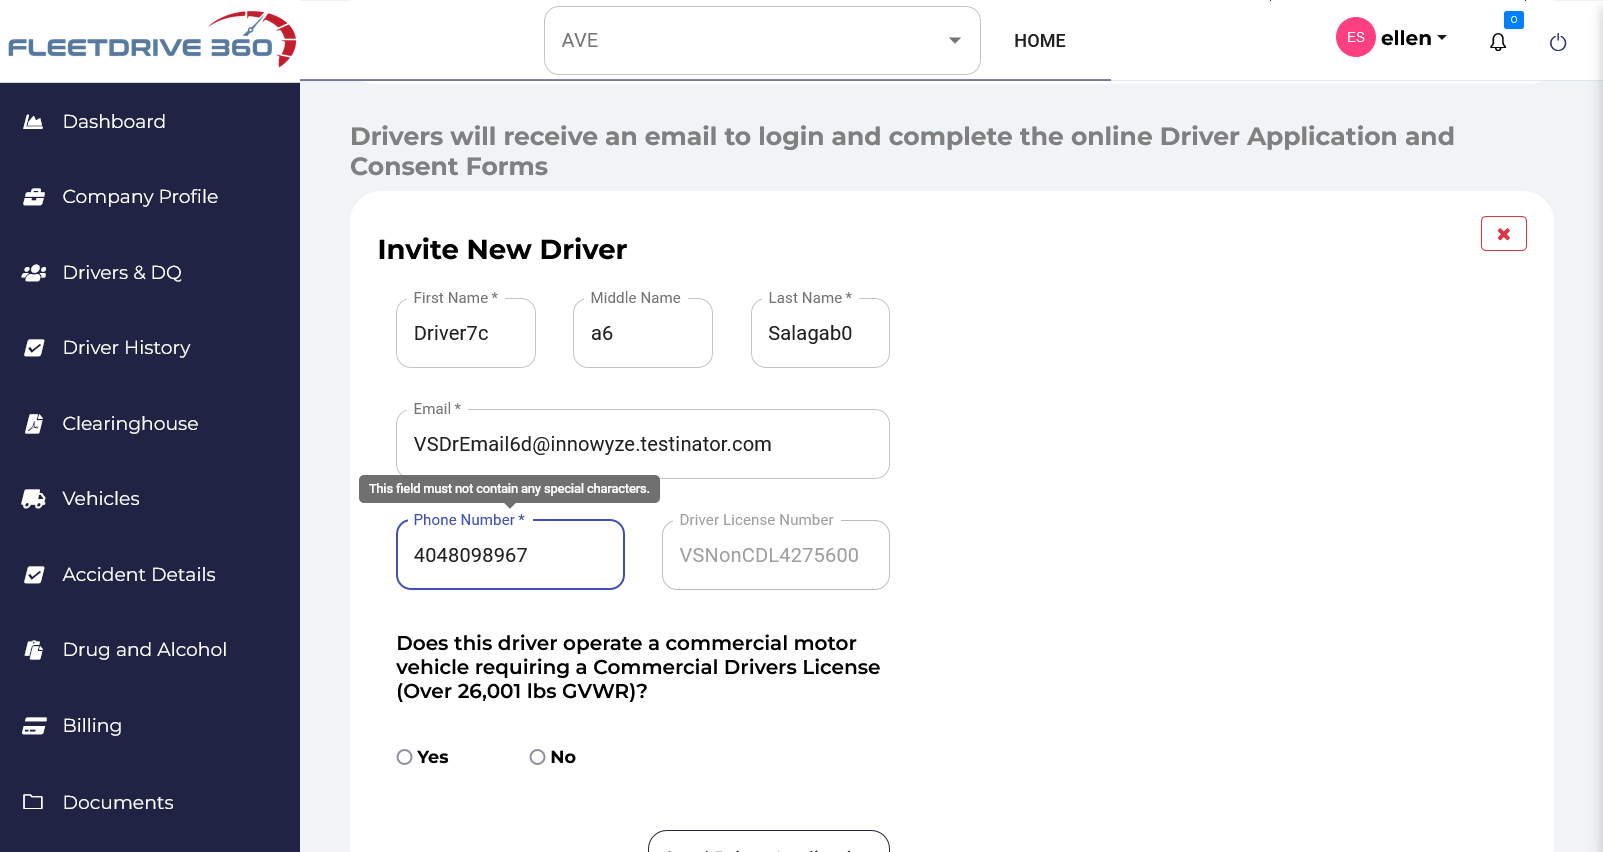 FLEETDRIVE 360
AVE
HOME
ES
ellen
0
Dashboard
Company Profile
Drivers & DQ
Driver History
Clearinghouse
Vehicles
Accident Details
Drug and Alcohol
Billing
Documents
Drivers will receive an email to login and complete the online Driver Application and
Consent Forms
Invite New Driver
First Name *
Driver7c
Middle Name
a6
Last Name *
Salagab0
Email *
VSDrEmail6d@innowyze.testinator.com
This field must not contain any special characters.
Phone Number *
4048098967
Driver License Number
VSNonCDL4275600
Does this driver operate a commercial motor
vehicle requiring a Commercial Drivers License
(Over 26,001 lbs GVWR)?
Yes
No